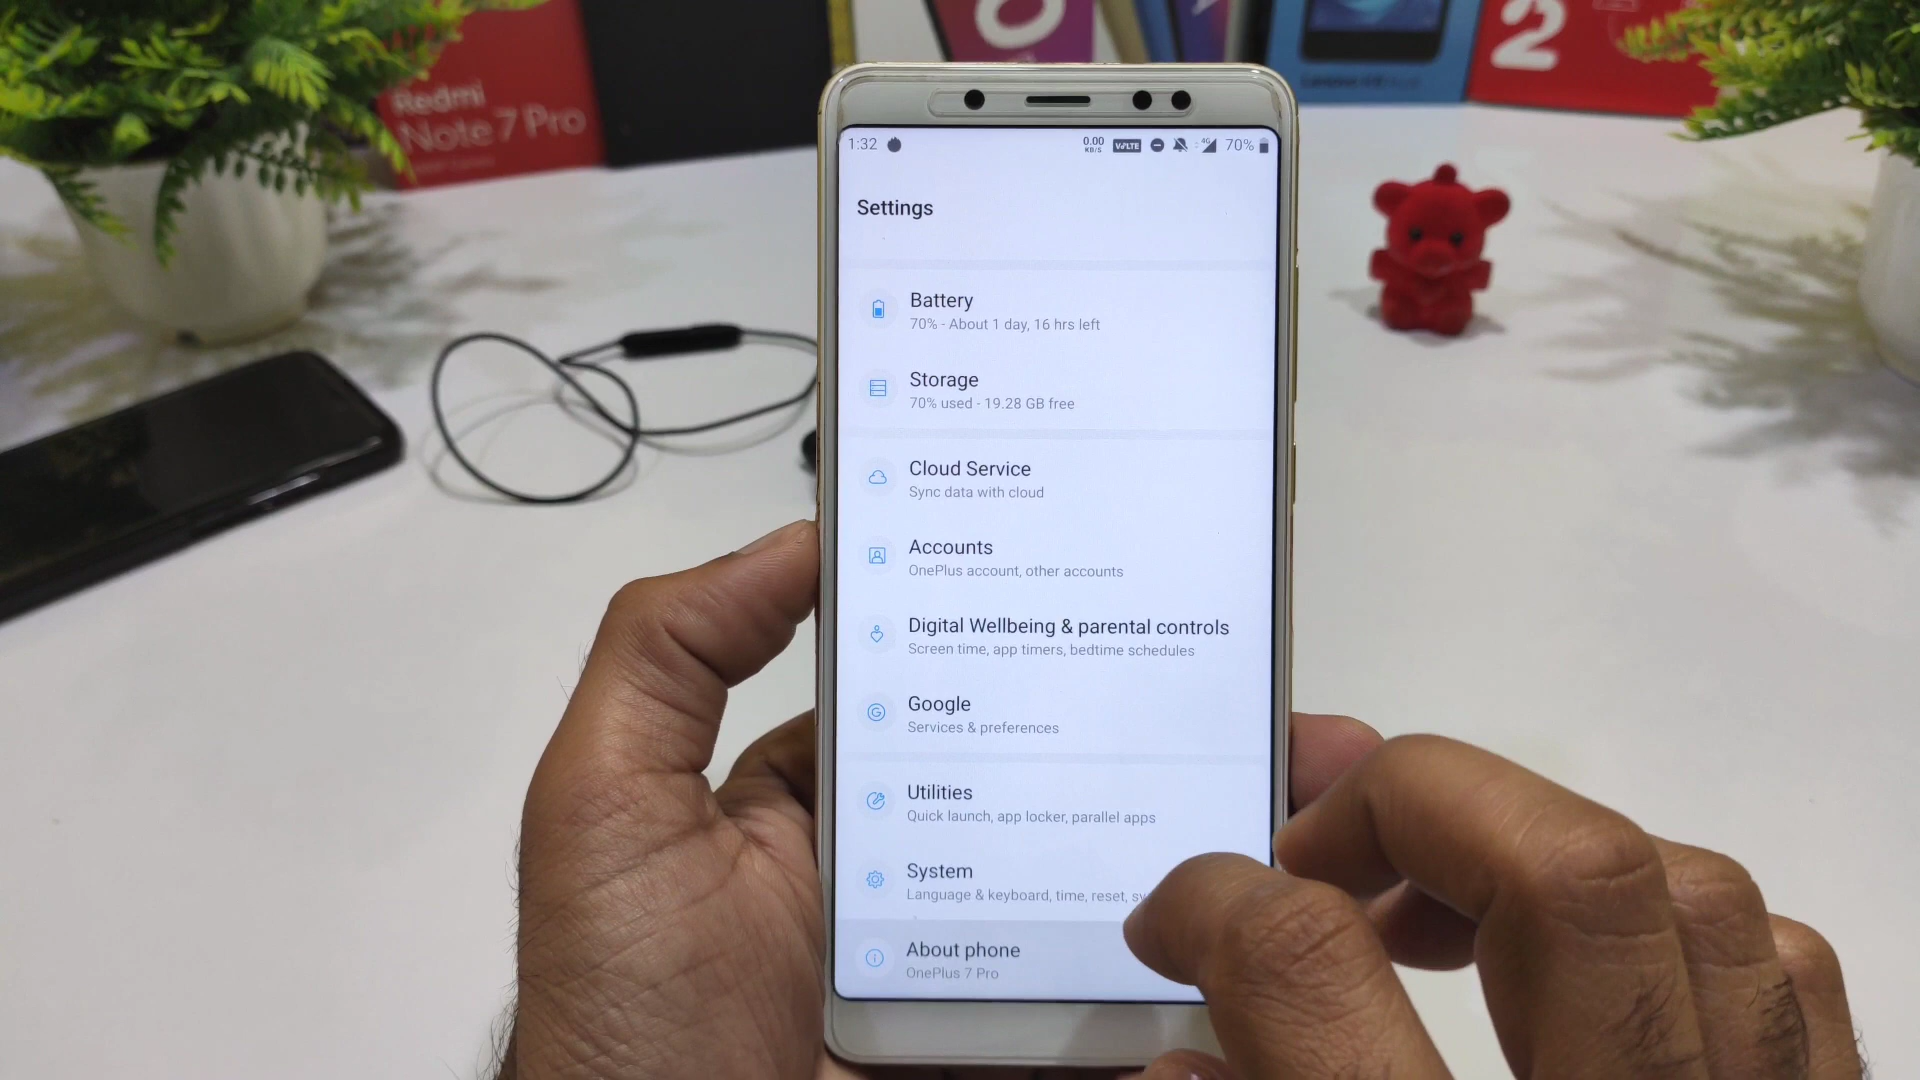 Redmi
Note 7 Pro
2
1:32
0.00
KB/S
VoLTE
4G
70%
Settings
Battery
70% - About 1 day, 16 hrs left
Storage
70% used - 19.28 GB free
Cloud Service
Sync data with cloud
Accounts
OnePlus account, other accounts
Digital Wellbeing & parental controls
Screen time, app timers, bedtime schedules
Google
Services & preferences
Utilities
Quick launch, app locker, parallel apps
System
Language & keyboard, time, reset, sy
About phone
OnePlus 7 Pro